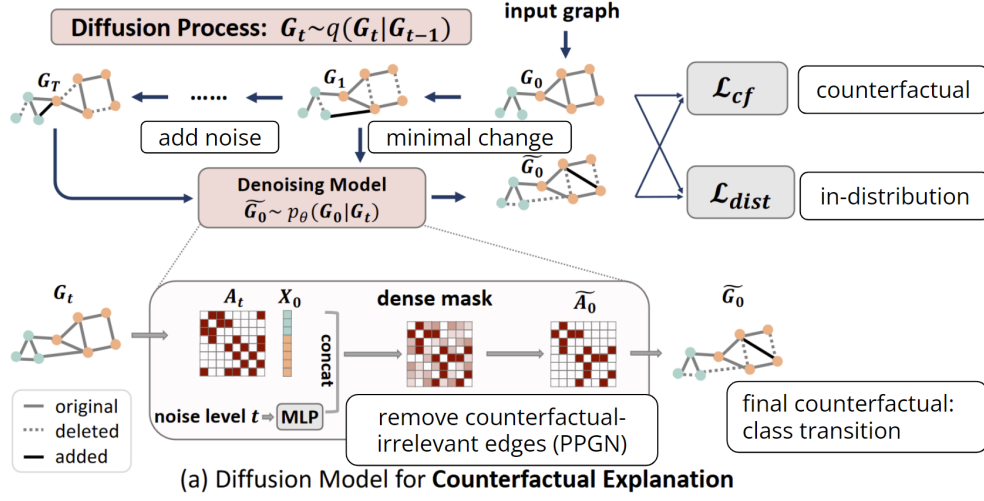 input graph
Diffusion Process: G_t~q(G_t|G_{t-1})
G_T
G_1
G_0
......
add noise
minimal change
ℒ_cf
counterfactual
Denoising Model
G̃_0~ p_θ(G_0|G_t)
G̃_0
ℒ_dist
in-distribution
G_t
A_t
X_0
dense mask
Ã_0
G̃_0
concat
noise level t
MLP
original
deleted
added
remove counterfactual-
irrelevant edges (PPGN)
final counterfactual:
class transition
(a) Diffusion Model for Counterfactual Explanation